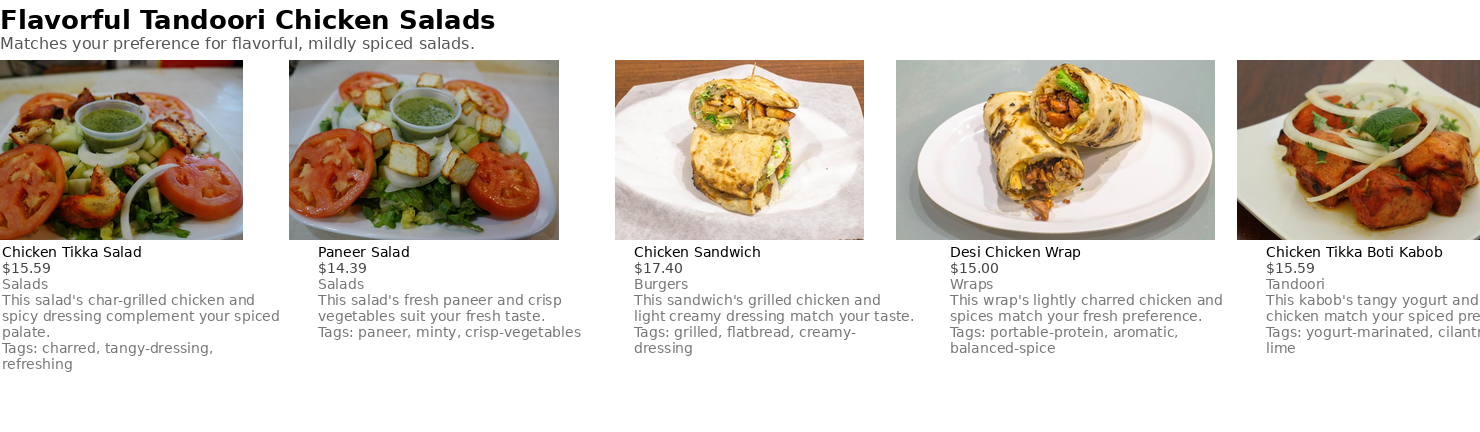 Flavorful Tandoori Chicken Salads
Matches your preference for flavorful, mildly spiced salads.
Chicken Tikka Salad
$15.59
Salads
This salad's char-grilled chicken and
spicy dressing complement your spiced
palate.
Tags: charred, tangy-dressing,
refreshing
Paneer Salad
$14.39
Salads
This salad's fresh paneer and crisp
vegetables suit your fresh taste.
Tags: paneer, minty, crisp-vegetables
Chicken Sandwich
$17.40
Burgers
This sandwich's grilled chicken and
light creamy dressing match your taste.
Tags: grilled, flatbread, creamy-
dressing
Desi Chicken Wrap
$15.00
Wraps
This wrap's lightly charred chicken and
spices match your fresh preference.
Tags: portable-protein, aromatic,
balanced-spice
Chicken Tikka Boti Kabob
$15.59
Tandoori
This kabob's tangy yogurt and
chicken match your spiced
Tags: yogurt-marinated,
lime